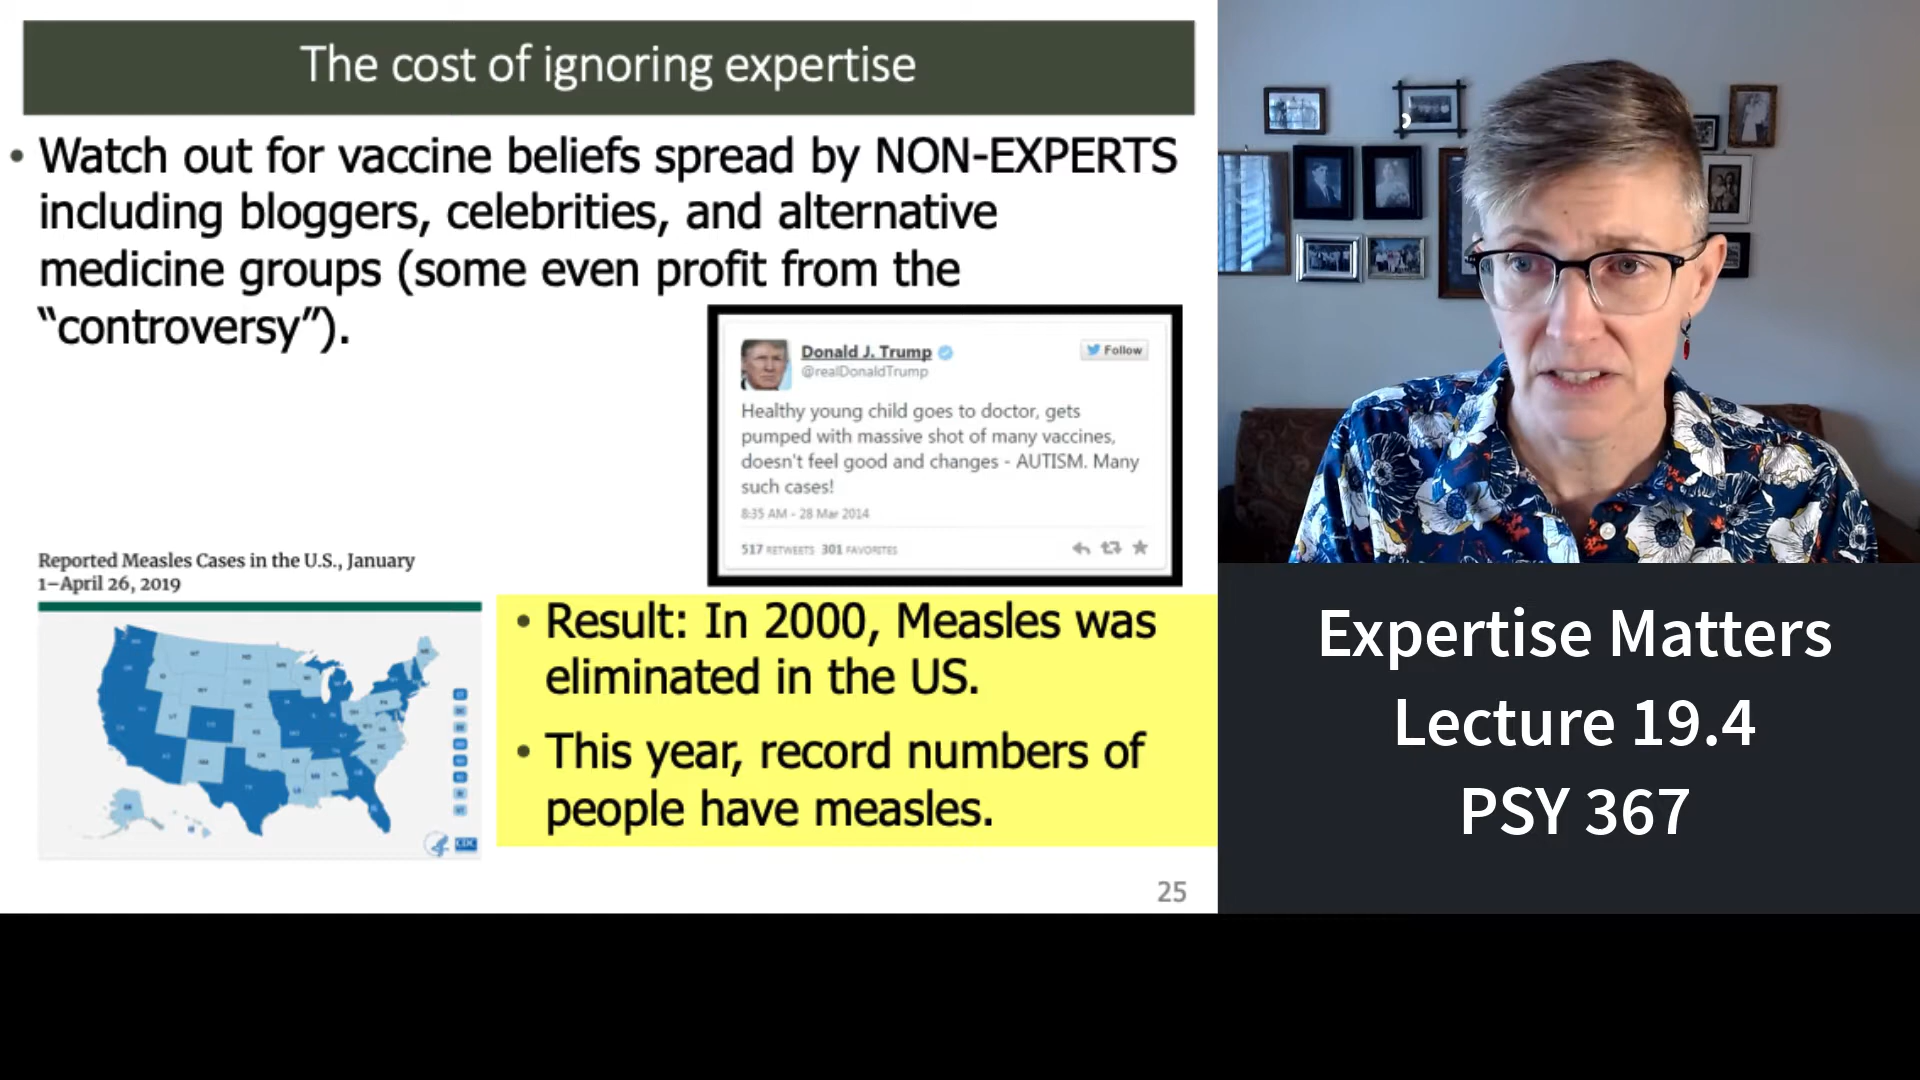 The cost of ignoring expertise
• Watch out for vaccine beliefs spread by NON-EXPERTS
including bloggers, celebrities, and alternative
medicine groups (some even profit from the
“controversy”).
Donald J. Trump
@realDonaldTrump
Follow
Healthy young child goes to doctor, gets
pumped with massive shot of many vaccines,
doesn't feel good and changes - AUTISM. Many
such cases!
8:35 AM - 28 Mar 2014
517 RETWEETS 301 FAVORITES
Reported Measles Cases in the U.S., January
1–April 26, 2019
CDC
• Result: In 2000, Measles was
eliminated in the US.
• This year, record numbers of
people have measles.
25
Expertise Matters
Lecture 19.4
PSY 367